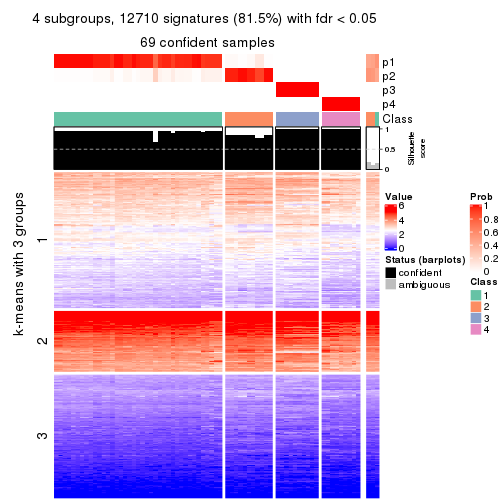 4 subgroups, 12710 signatures (81.5%) with fdr < 0.05
69 confident samples
p1
p2
p3
p4
Class
1
0.5
0
Silhouette
score
k-means with 3 groups
1
2
3
Value
6
4
2
0
Status (barplots)
confident
ambiguous
Prob
1
0.8
0.6
0.4
0.2
0
Class
1
2
3
4